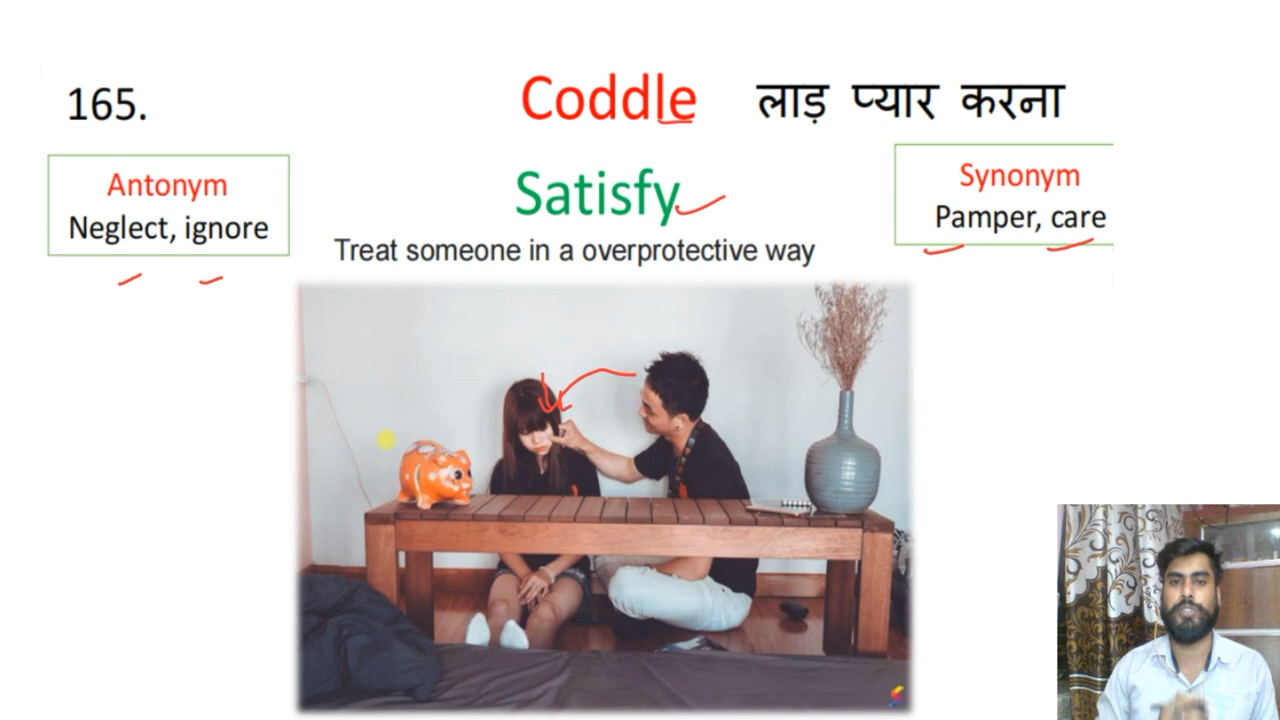 165.
Coddle लाड़ प्यार करना
Antonym
Neglect, ignore
Satisfy
Synonym
Pamper, care
Treat someone in a overprotective way